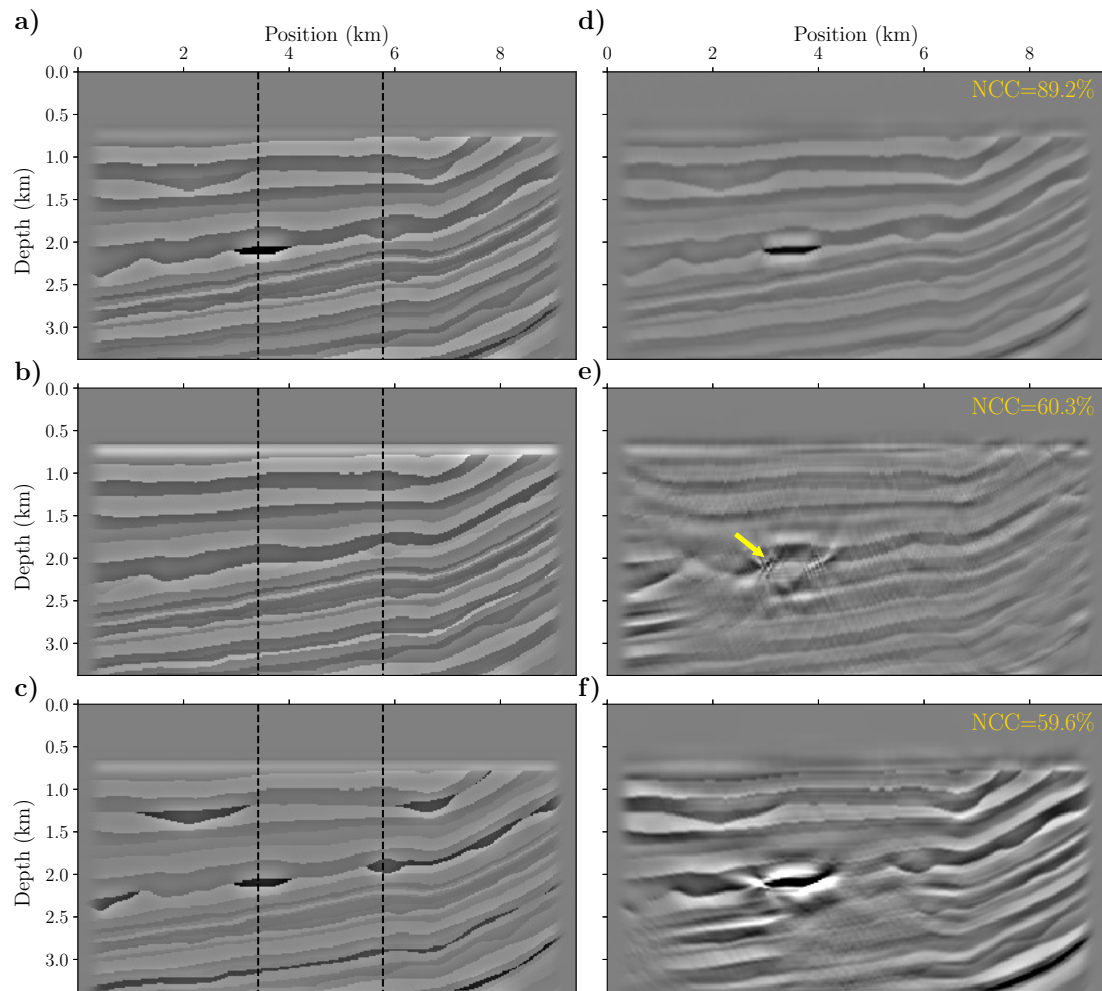 a)
Position (km)
0 2 4 6 8
0.0
0.5
1.0
1.5
2.0
2.5
3.0
Depth (km)
d)
Position (km)
0 2 4 6 8
NCC=89.2%
b)
0.0
0.5
1.0
1.5
2.0
2.5
3.0
Depth (km)
e)
NCC=60.3%
c)
0.0
0.5
1.0
1.5
2.0
2.5
3.0
Depth (km)
f)
NCC=59.6%